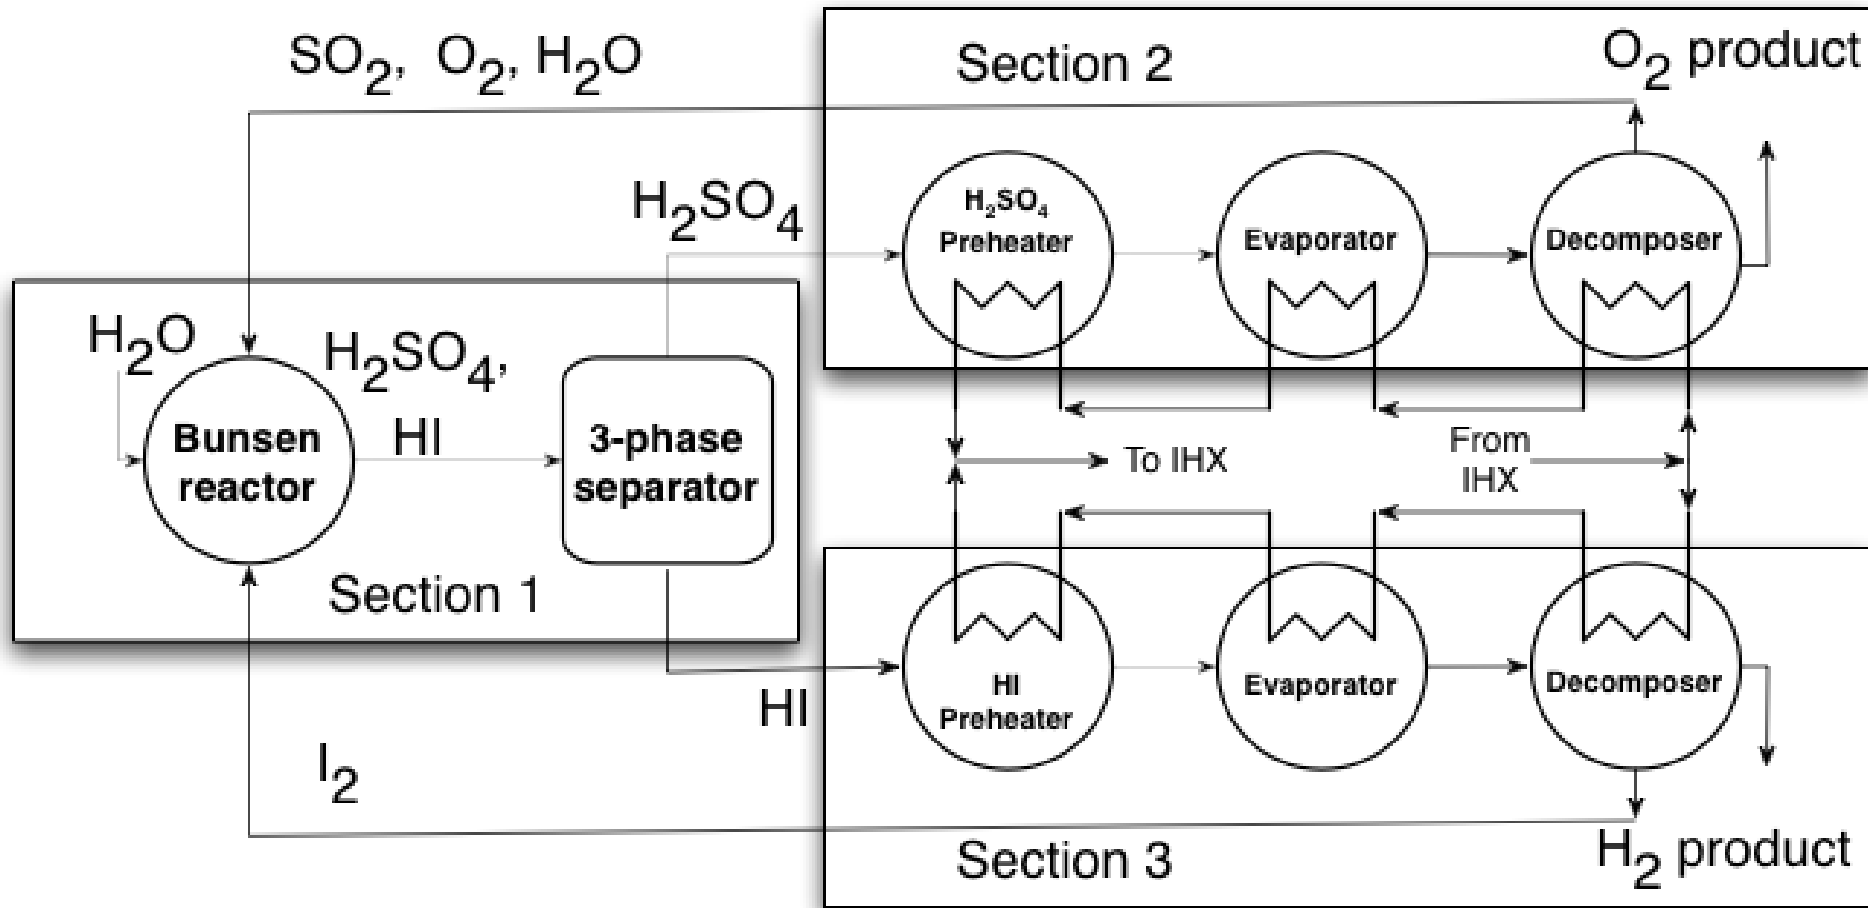 SO₂, O₂, H₂O
Section 2
O₂ product
H₂SO₄
H₂SO₄
Preheater
Evaporator
Decomposer
H₂O
H₂SO₄,
HI
Bunsen
reactor
3-phase
separator
Section 1
To IHX
From
IHX
HI
HI
Preheater
Evaporator
Decomposer
I₂
Section 3
H₂ product